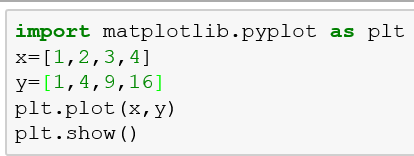 import matplotlib.pyplot as plt
x=[1,2,3,4]
y=[1,4,9,16]
plt.plot(x,y)
plt.show()